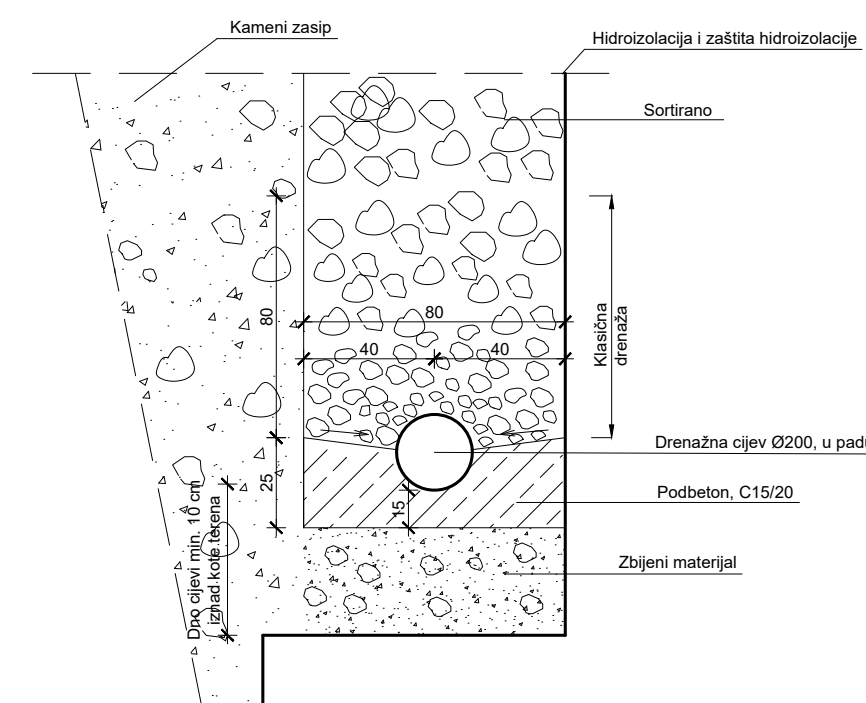 Kameni zasip
Hidroizolacija i zaštita hidroizolacije
Sortirano
80
80
40
40
Klasična
drenaža
Drenažna cijev Ø200, u padu
25
15
Podbeton, C15/20
Dno cijevi min. 10 cm
iznad kote terena
Zbijeni materijal